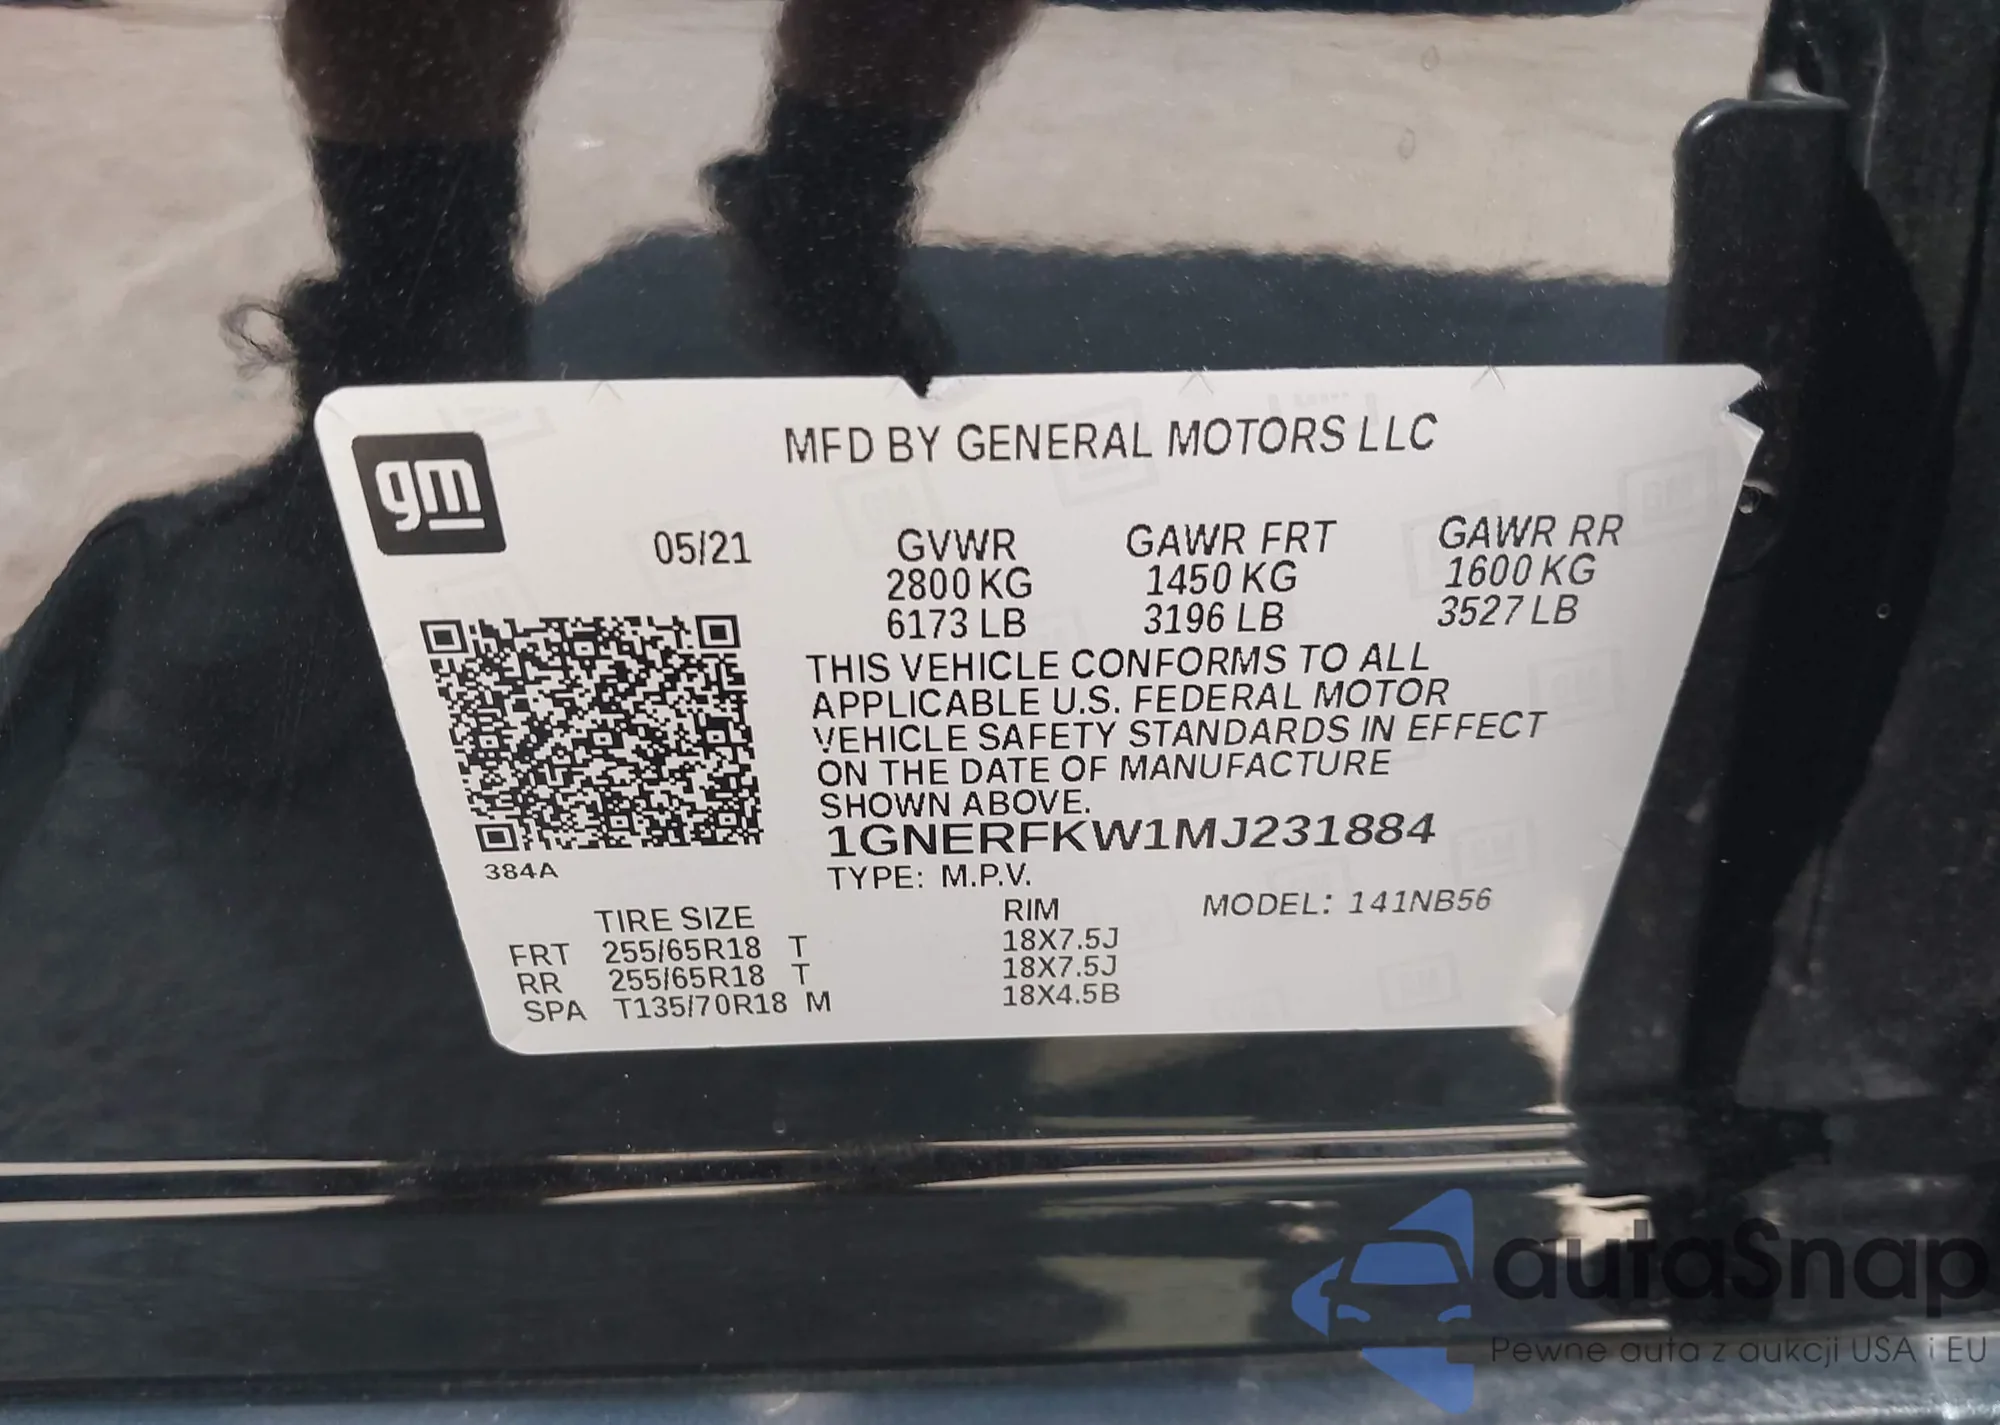 gm
MFD BY GENERAL MOTORS LLC
05/21 GVWR GAWR FRT GAWR RR
2800 KG 1450 KG 1600 KG
6173 LB 3196 LB 3527 LB
THIS VEHICLE CONFORMS TO ALL
APPLICABLE U.S. FEDERAL MOTOR
VEHICLE SAFETY STANDARDS IN EFFECT
ON THE DATE OF MANUFACTURE
SHOWN ABOVE.
1GNERFKW1MJ231884
384A
TYPE: M.P.V.
MODEL: 141NB56
TIRE SIZE RIM
FRT 255/65R18 T 18X7.5J
RR 255/65R18 T 18X7.5J
SPA T135/70R18 M 18X4.5B
autaSnap
Pewne auta z aukcji USA i EU